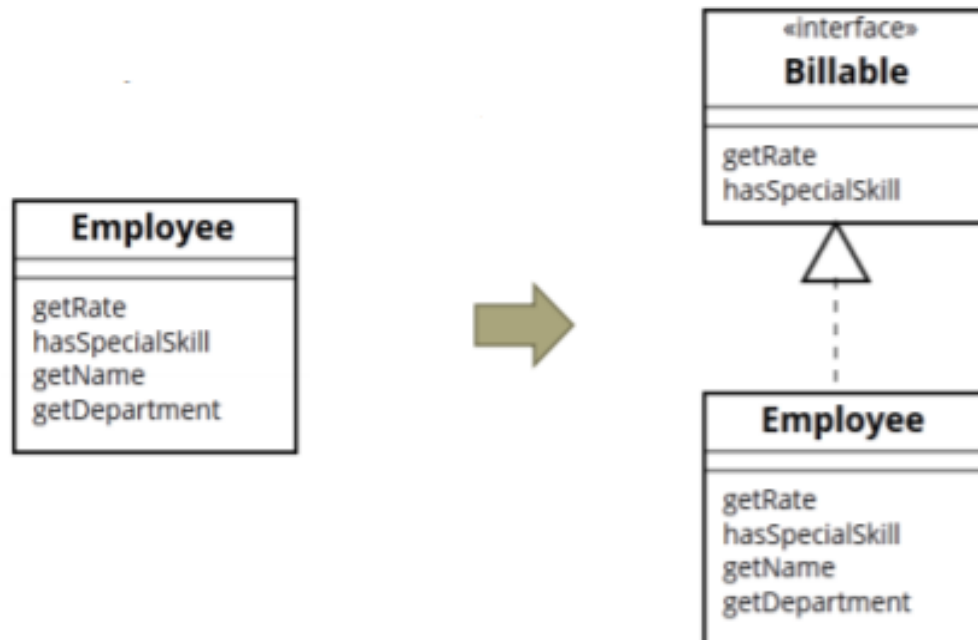 Employee
getRate
hasSpecialSkill
getName
getDepartment
«interface»
Billable
getRate
hasSpecialSkill
Employee
getRate
hasSpecialSkill
getName
getDepartment